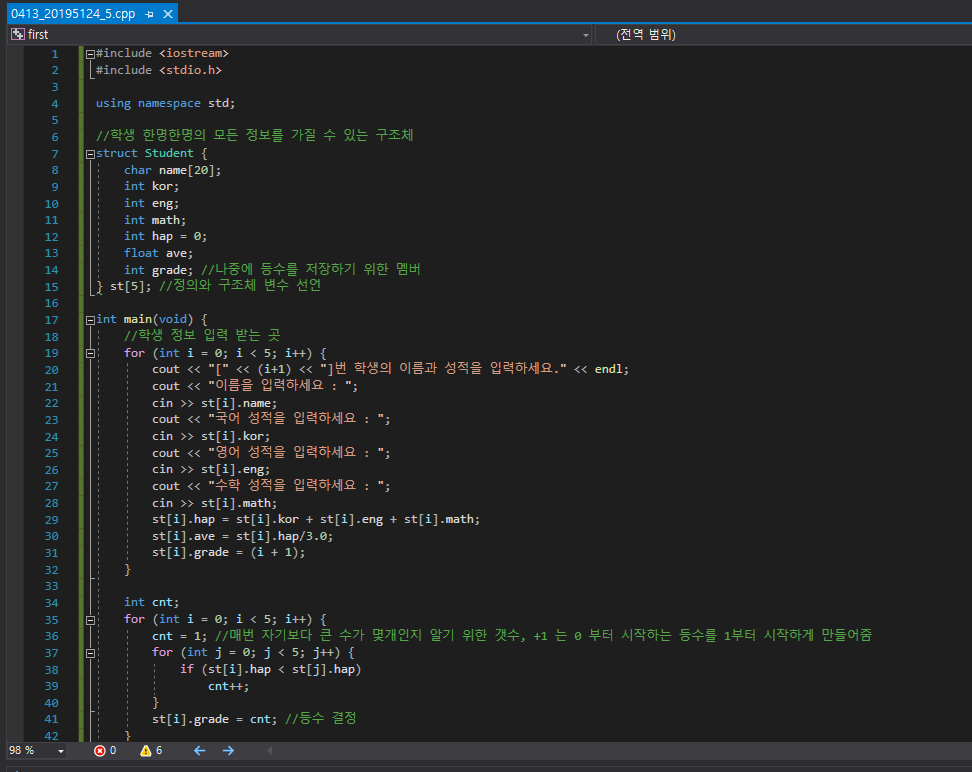 0413_20195124_5.cpp
first (전역 범위)
1 #include <iostream>
2 #include <stdio.h>
3
4 using namespace std;
5
6 //학생 한명한명의 모든 정보를 가질 수 있는 구조체
7 struct Student {
8 char name[20];
9 int kor;
10 int eng;
11 int math;
12 int hap = 0;
13 float ave;
14 int grade; //나중에 등수를 저장하기 위한 멤버
15 } st[5]; //정의와 구조체 변수 선언
16
17 int main(void) {
18 //학생 정보 입력 받는 곳
19 for (int i = 0; i < 5; i++) {
20 cout << "[" << (i+1) << "]번 학생의 이름과 성적을 입력하세요." << endl;
21 cout << "이름을 입력하세요 : ";
22 cin >> st[i].name;
23 cout << "국어 성적을 입력하세요 : ";
24 cin >> st[i].kor;
25 cout << "영어 성적을 입력하세요 : ";
26 cin >> st[i].eng;
27 cout << "수학 성적을 입력하세요 : ";
28 cin >> st[i].math;
29 st[i].hap = st[i].kor + st[i].eng + st[i].math;
30 st[i].ave = st[i].hap/3.0;
31 st[i].grade = (i + 1);
32 }
33
34 int cnt;
35 for (int i = 0; i < 5; i++) {
36 cnt = 1; //매번 자기보다 큰 수가 몇개인지 알기 위한 갯수, +1 는 0 부터 시작하는 등수를 1부터 시작하게 만들어줌
37 for (int j = 0; j < 5; j++) {
38 if (st[i].hap < st[j].hap)
39 cnt++;
40 }
41 st[i].grade = cnt; //등수 결정
42 }
98 % 0 6